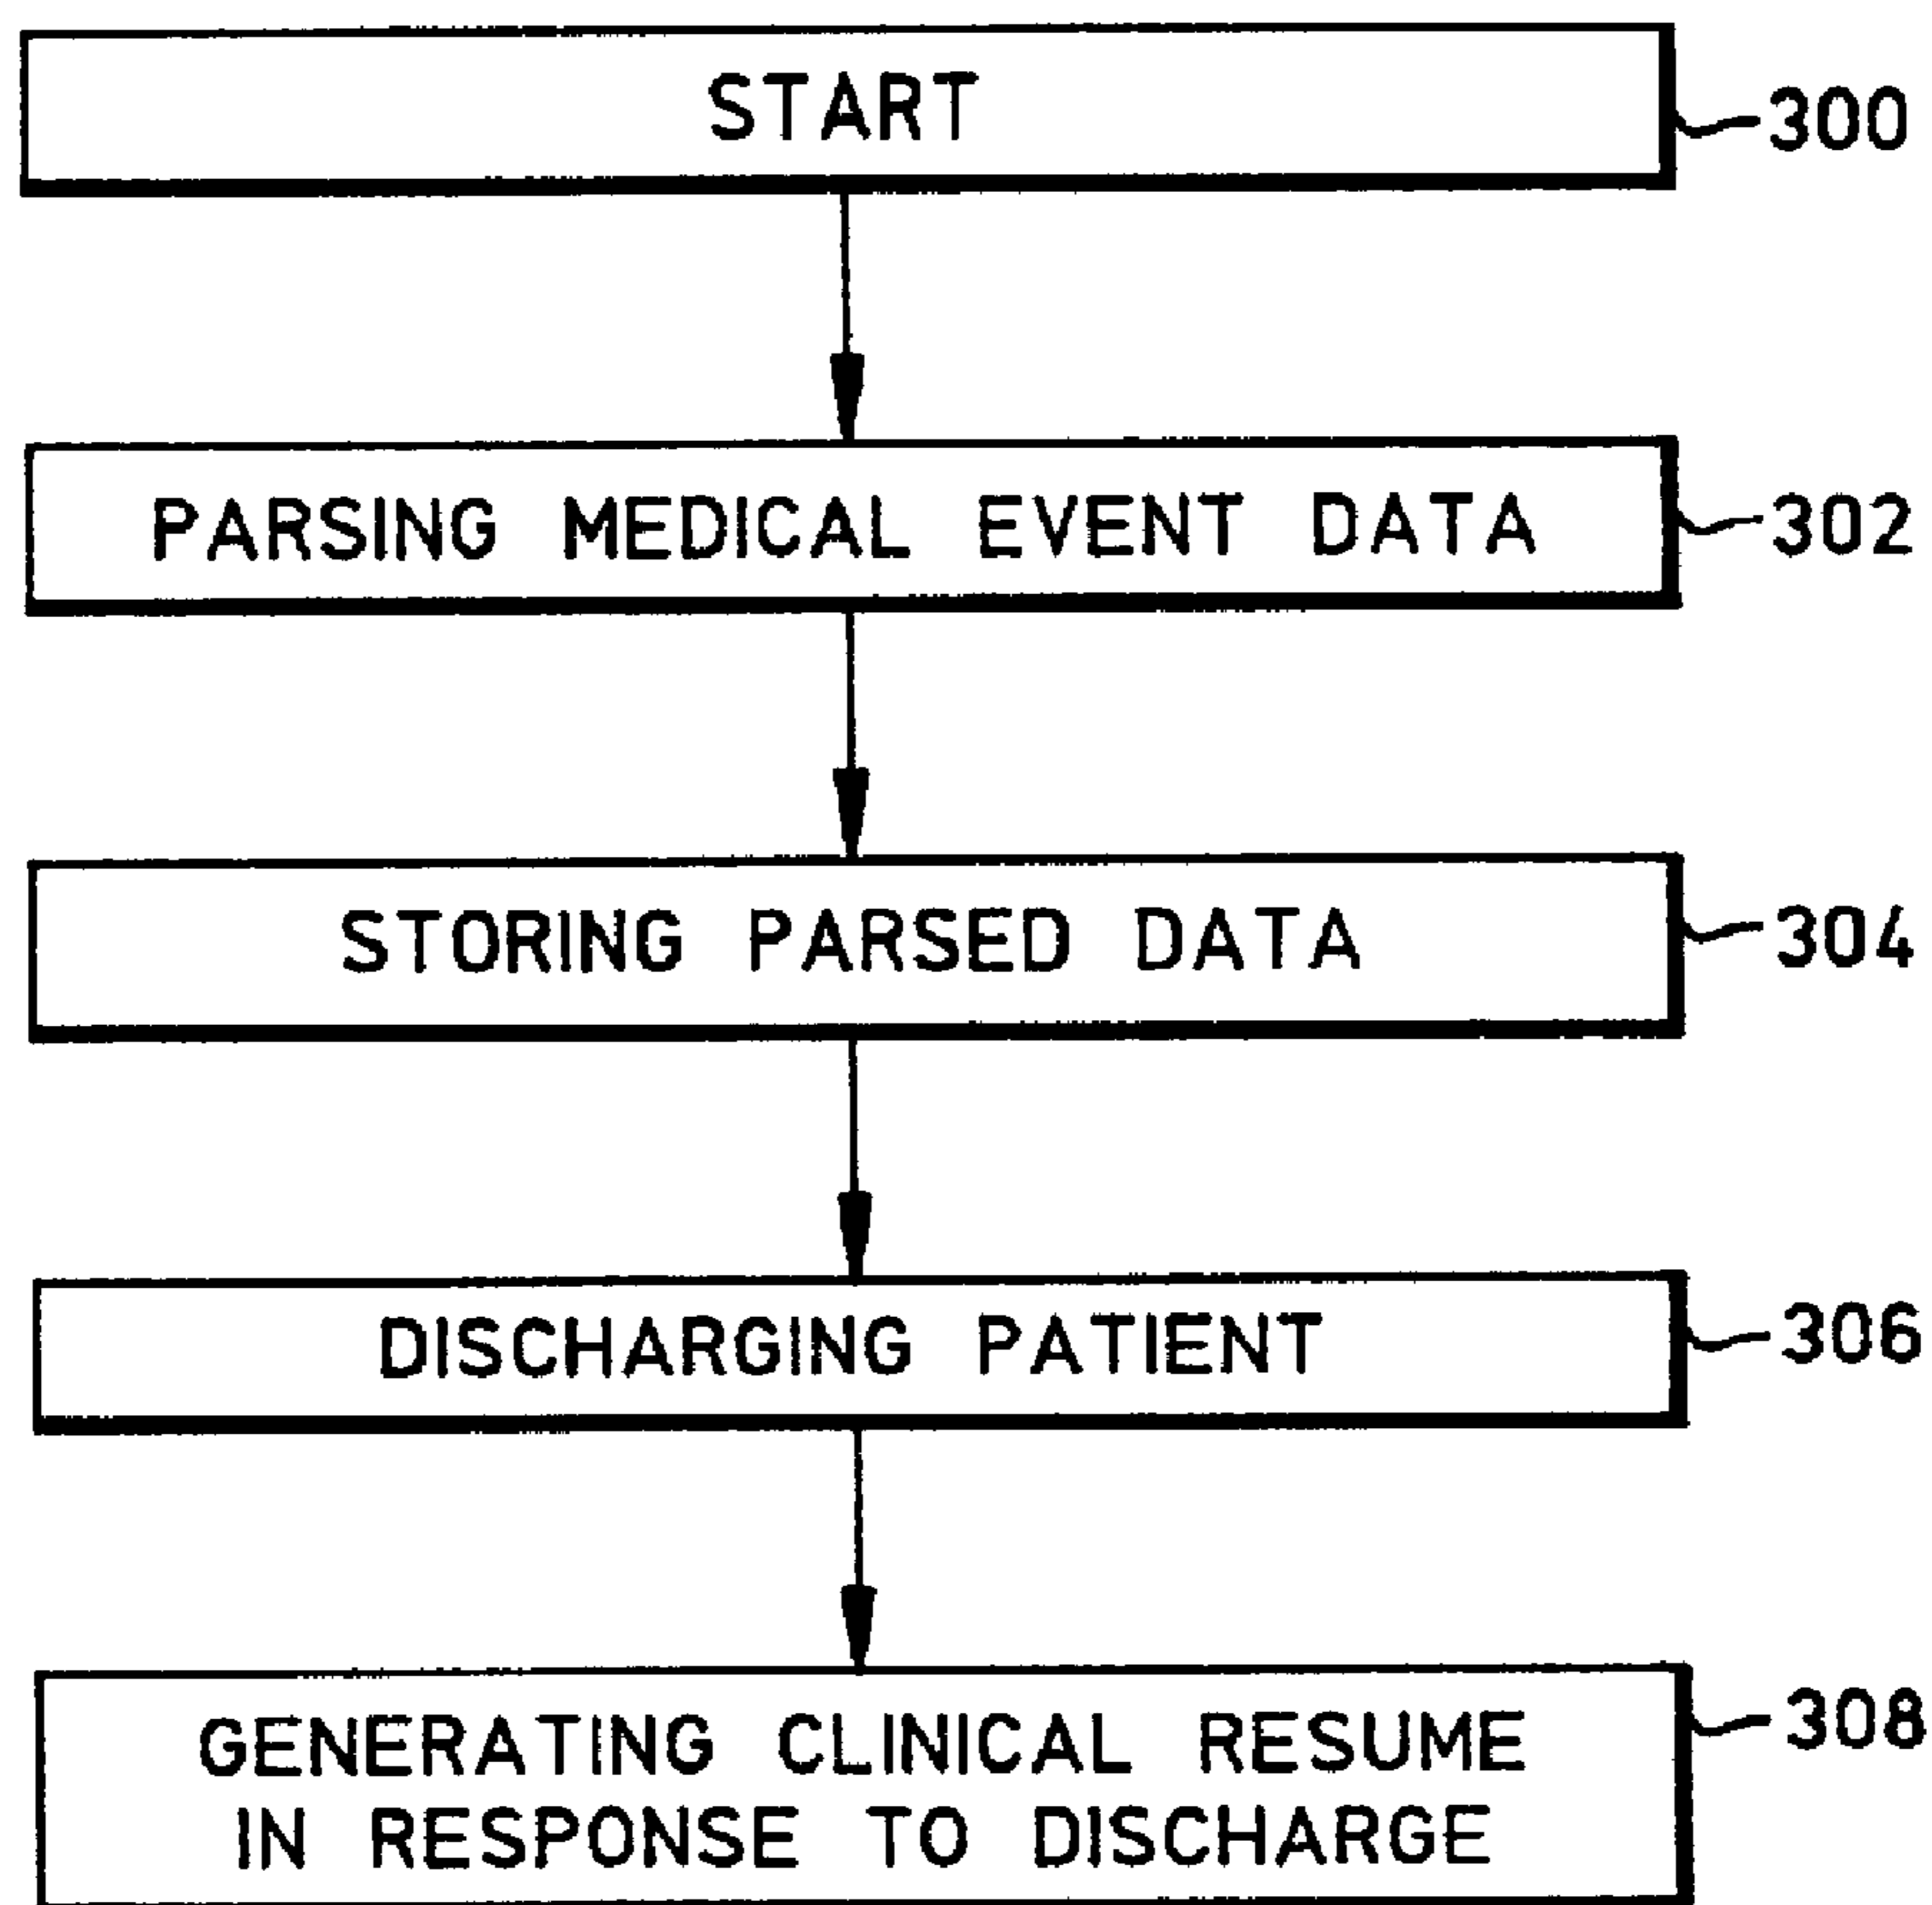 START
300
PARSING MEDICAL EVENT DATA
302
STORING PARSED DATA
304
DISCHARGING PATIENT
306
GENERATING CLINICAL RESUME
308
IN RESPONSE TO DISCHARGE